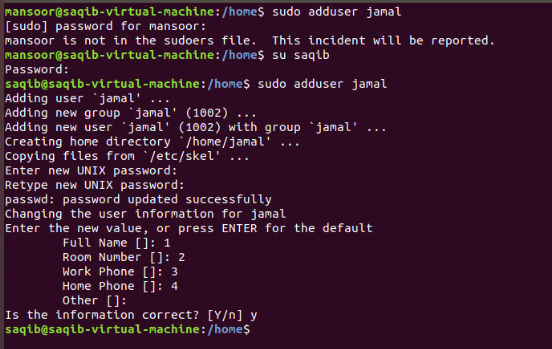 mansoor@saqib-virtual-machine:/home$ sudo adduser jamal
[sudo] password for mansoor:
mansoor is not in the sudoers file.  This incident will be reported.
mansoor@saqib-virtual-machine:/home$ su saqib
Password:
saqib@saqib-virtual-machine:/home$ sudo adduser jamal
Adding user `jamal' ...
Adding new group `jamal' (1002) ...
Adding new user `jamal' (1002) with group `jamal' ...
Creating home directory `/home/jamal' ...
Copying files from `/etc/skel' ...
Enter new UNIX password:
Retype new UNIX password:
passwd: password updated successfully
Changing the user information for jamal
Enter the new value, or press ENTER for the default
        Full Name []: 1
        Room Number []: 2
        Work Phone []: 3
        Home Phone []: 4
        Other []:
Is the information correct? [Y/n] y
saqib@saqib-virtual-machine:/home$